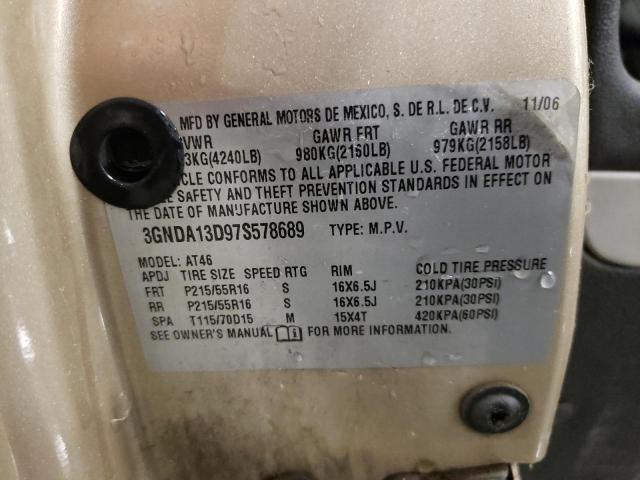 MFD BY GENERAL MOTORS DE MEXICO, S. DE R.L. DE C.V. 11/06
VWR GAWR FRT GAWR RR
3KG(4240LB) 980KG(2160LB) 979KG(2158LB)
CLE CONFORMS TO ALL APPLICABLE U.S. FEDERAL MOTOR
LE SAFETY AND THEFT PREVENTION STANDARDS IN EFFECT ON
THE DATE OF MANUFACTURE SHOWN ABOVE.
3GNDA13D97S578689 TYPE: M.P.V.
MODEL: AT46
APDJ TIRE SIZE SPEED RTG RIM COLD TIRE PRESSURE
FRT P215/55R16 S 16X6.5J 210KPA(30PSI)
RR P215/55R16 S 16X6.5J 210KPA(30PSI)
SPA T115/70D15 M 15X4T 420KPA(60PSI)
SEE OWNER'S MANUAL FOR MORE INFORMATION.